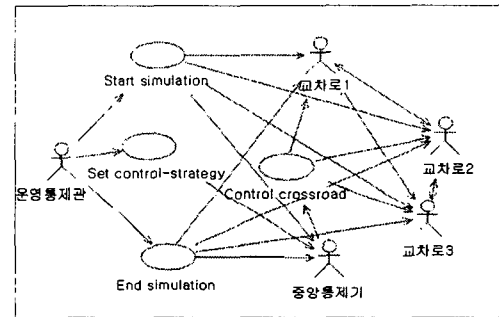 Start simulation
교차로1
교차로2
Set control-strategy
Control crossroad
운영통제관
교차로3
End simulation
중앙통제기